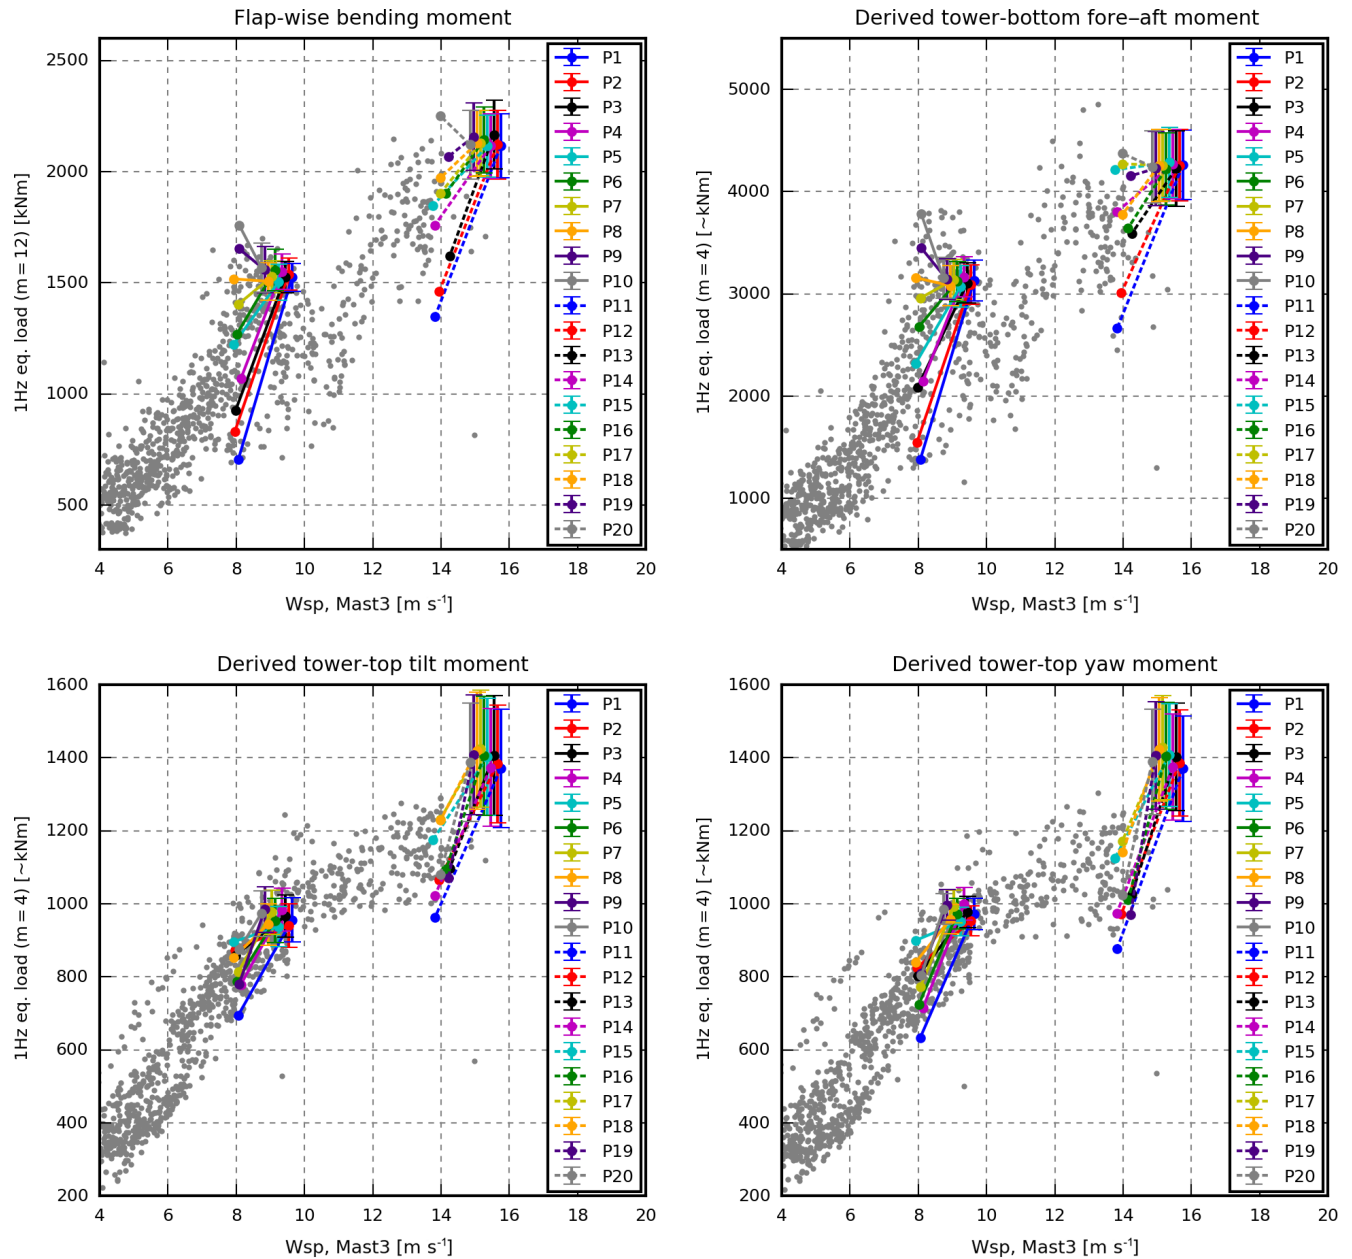 Flap-wise bending moment
1Hz eq. load (m = 12) [kNm]
2500
2000
1500
1000
500
4 6 8 10 12 14 16 18 20
Wsp, Mast3 [m s⁻¹]
P1
P2
P3
P4
P5
P6
P7
P8
P9
P10
P11
P12
P13
P14
P15
P16
P17
P18
P19
P20
Derived tower-bottom fore–aft moment
1Hz eq. load (m = 4) [~kNm]
5000
4000
3000
2000
1000
4 6 8 10 12 14 16 18 20
Wsp, Mast3 [m s⁻¹]
P1
P2
P3
P4
P5
P6
P7
P8
P9
P10
P11
P12
P13
P14
P15
P16
P17
P18
P19
P20
Derived tower-top tilt moment
1Hz eq. load (m = 4) [~kNm]
1600
1400
1200
1000
800
600
400
200
4 6 8 10 12 14 16 18 20
Wsp, Mast3 [m s⁻¹]
P1
P2
P3
P4
P5
P6
P7
P8
P9
P10
P11
P12
P13
P14
P15
P16
P17
P18
P19
P20
Derived tower-top yaw moment
1Hz eq. load (m = 4) [~kNm]
1600
1400
1200
1000
800
600
400
200
4 6 8 10 12 14 16 18 20
Wsp, Mast3 [m s⁻¹]
P1
P2
P3
P4
P5
P6
P7
P8
P9
P10
P11
P12
P13
P14
P15
P16
P17
P18
P19
P20